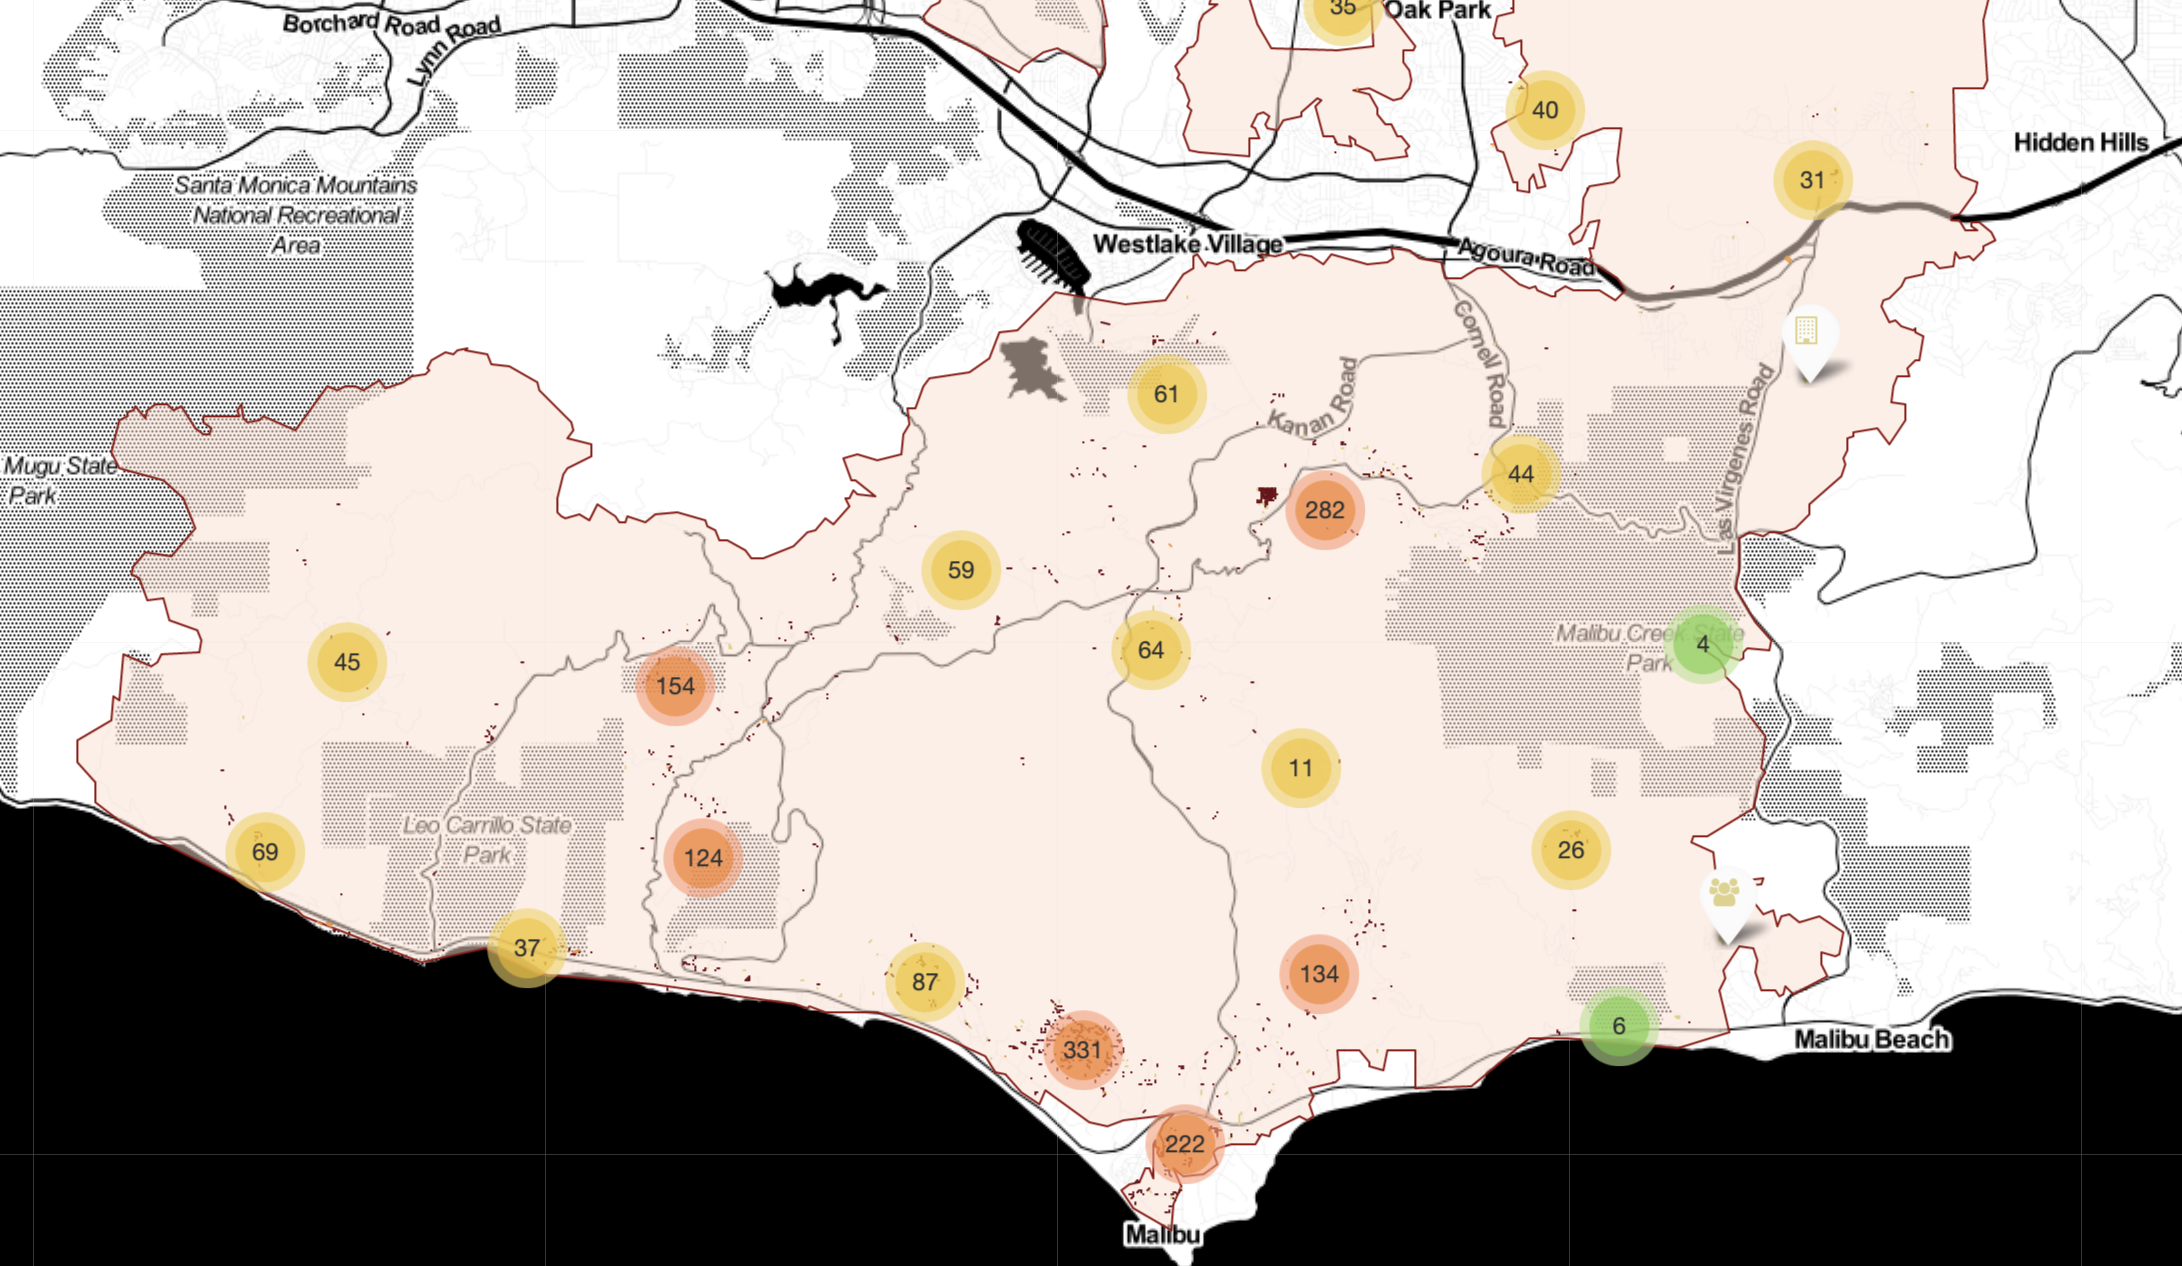 35
Oak Park
Borchard Road
Lynn Road
40
Hidden Hills
31
Santa Monica Mountains
National Recreational
Area
Westlake Village
Agoura Road
Cornell Road
61
Kanan Road
Las Virgenes Road
Mugu State
Park
44
282
59
Malibu Creek State
Park
4
64
45
154
11
Leo Carrillo State
Park
69
124
26
37
87
134
6
Malibu Beach
331
222
Malibu